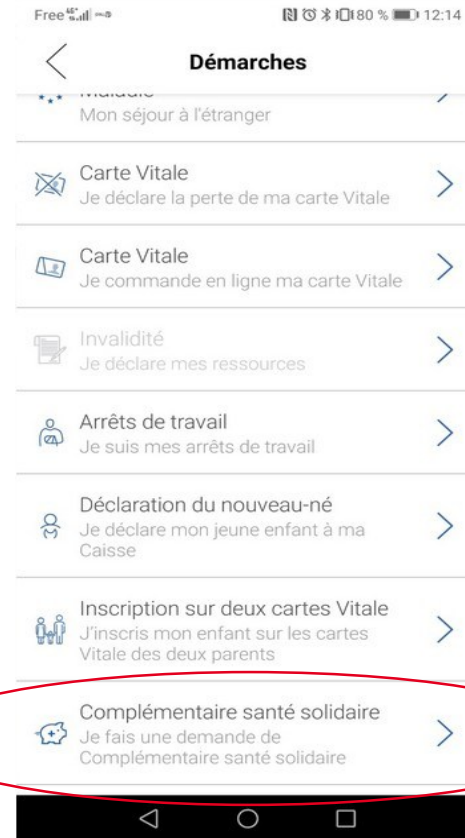 Free 80 % 12:14
Démarches
Maladie
Mon séjour à l'étranger
Carte Vitale
Je déclare la perte de ma carte Vitale
Carte Vitale
Je commande en ligne ma carte Vitale
Invalidité
Je déclare mes ressources
Arrêts de travail
Je suis mes arrêts de travail
Déclaration du nouveau-né
Je déclare mon jeune enfant à ma
Caisse
Inscription sur deux cartes Vitale
J'inscris mon enfant sur les cartes
Vitale des deux parents
Complémentaire santé solidaire
Je fais une demande de
Complémentaire santé solidaire